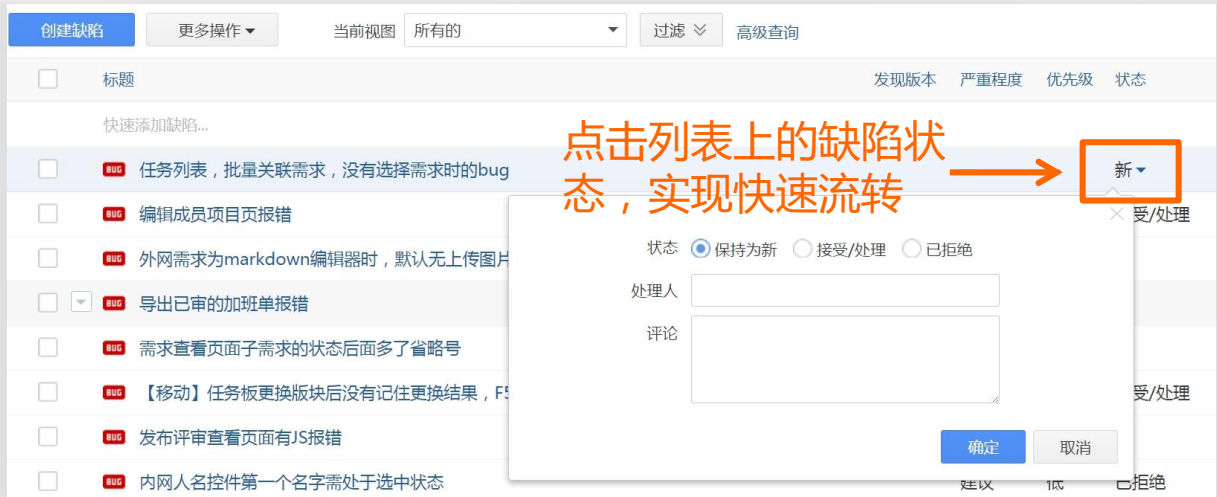 创建缺陷 更多操作 当前视图 所有的 过滤 高级查询
标题 发现版本 严重程度 优先级 状态
快速添加缺陷...
点击列表上的缺陷状
态，实现快速流转
BUG 任务列表，批量关联需求，没有选择需求时的bug 新
BUG 编辑成员项目页报错 受/处理
状态 保持为新 接受/处理 已拒绝
BUG 外网需求为markdown编辑器时，默认无上传图片
处理人
BUG 导出已审的加班单报错
评论
BUG 需求查看页面子需求的状态后面多了省略号
BUG 【移动】任务板更换版块后没有记住更换结果，F5 受/处理
BUG 发布评审查看页面有JS报错
确定 取消
BUG 内网人名控件第一个名字需处于选中状态 建议 低 已拒绝